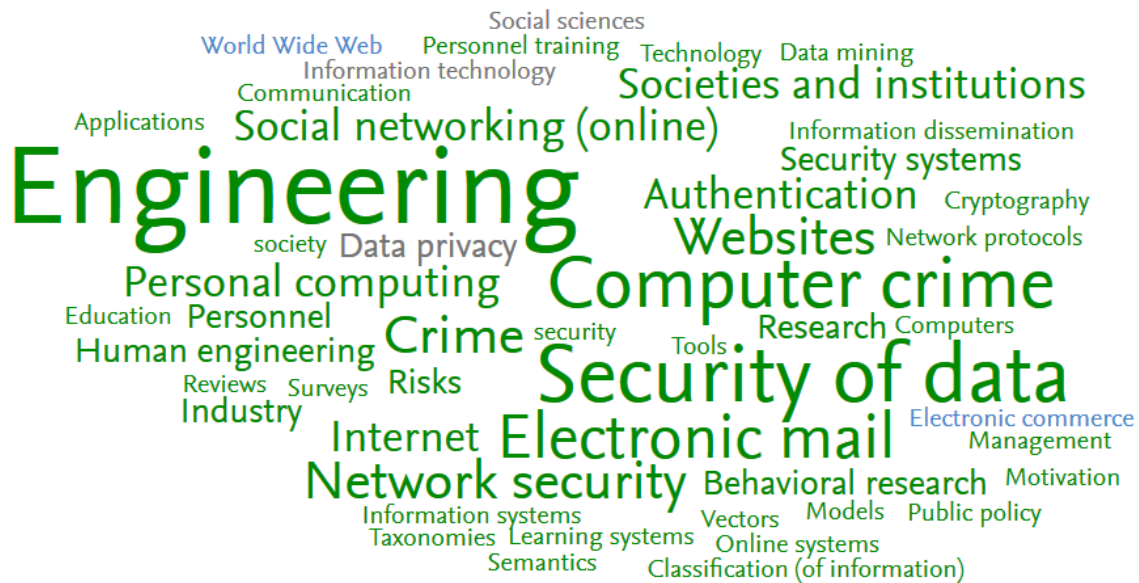 Social sciences
World Wide Web
Personnel training
Technology
Data mining
Information technology
Societies and institutions
Communication
Applications
Social networking (online)
Information dissemination
Security systems
Engineering
Authentication
Cryptography
society
Data privacy
Websites
Network protocols
Personal computing
Computer crime
Education
Personnel
Crime
security
Research
Computers
Human engineering
Tools
Security of data
Reviews
Surveys
Risks
Industry
Internet
Electronic mail
Electronic commerce
Management
Network security
Behavioral research
Motivation
Information systems
Vectors
Models
Public policy
Taxonomies
Learning systems
Online systems
Semantics
Classification (of information)